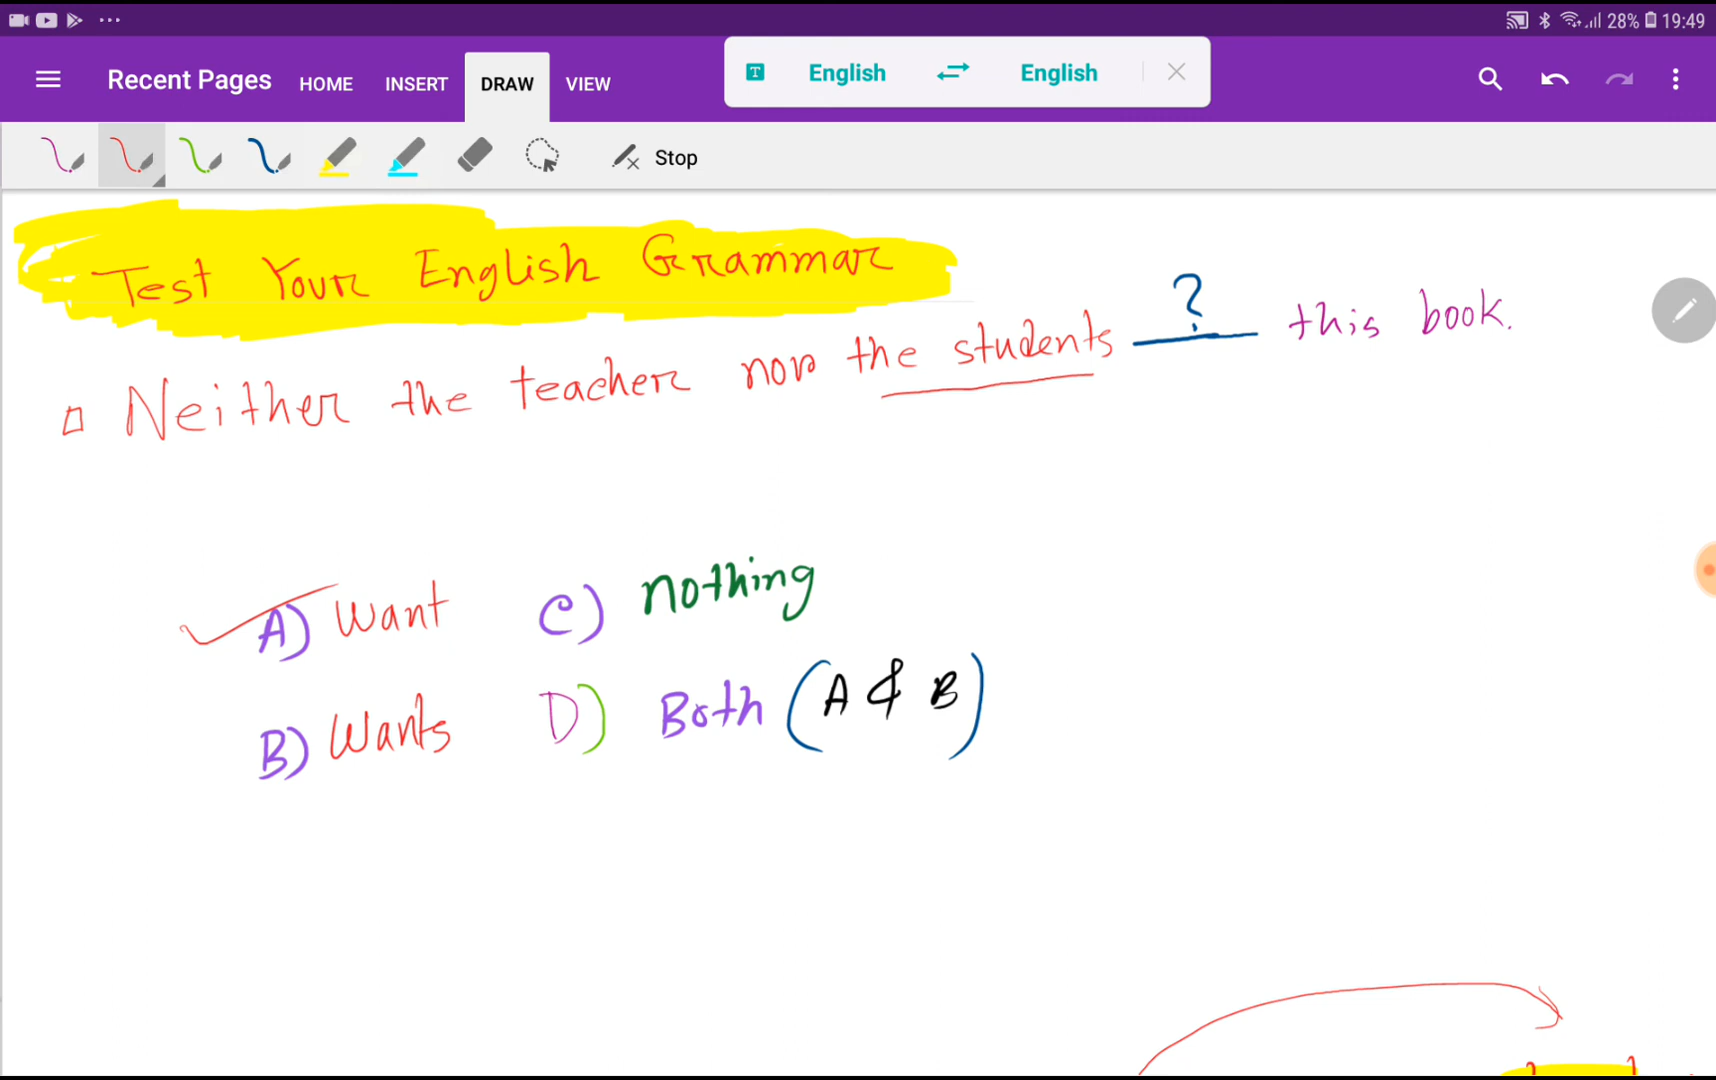 28% 19:49
Recent Pages HOME INSERT DRAW VIEW
T English English
Stop
Test Your English Grammar
Neither the teacher nor the students ? this book.
A) Want C) nothing
B) Wants D) Both (A & B)